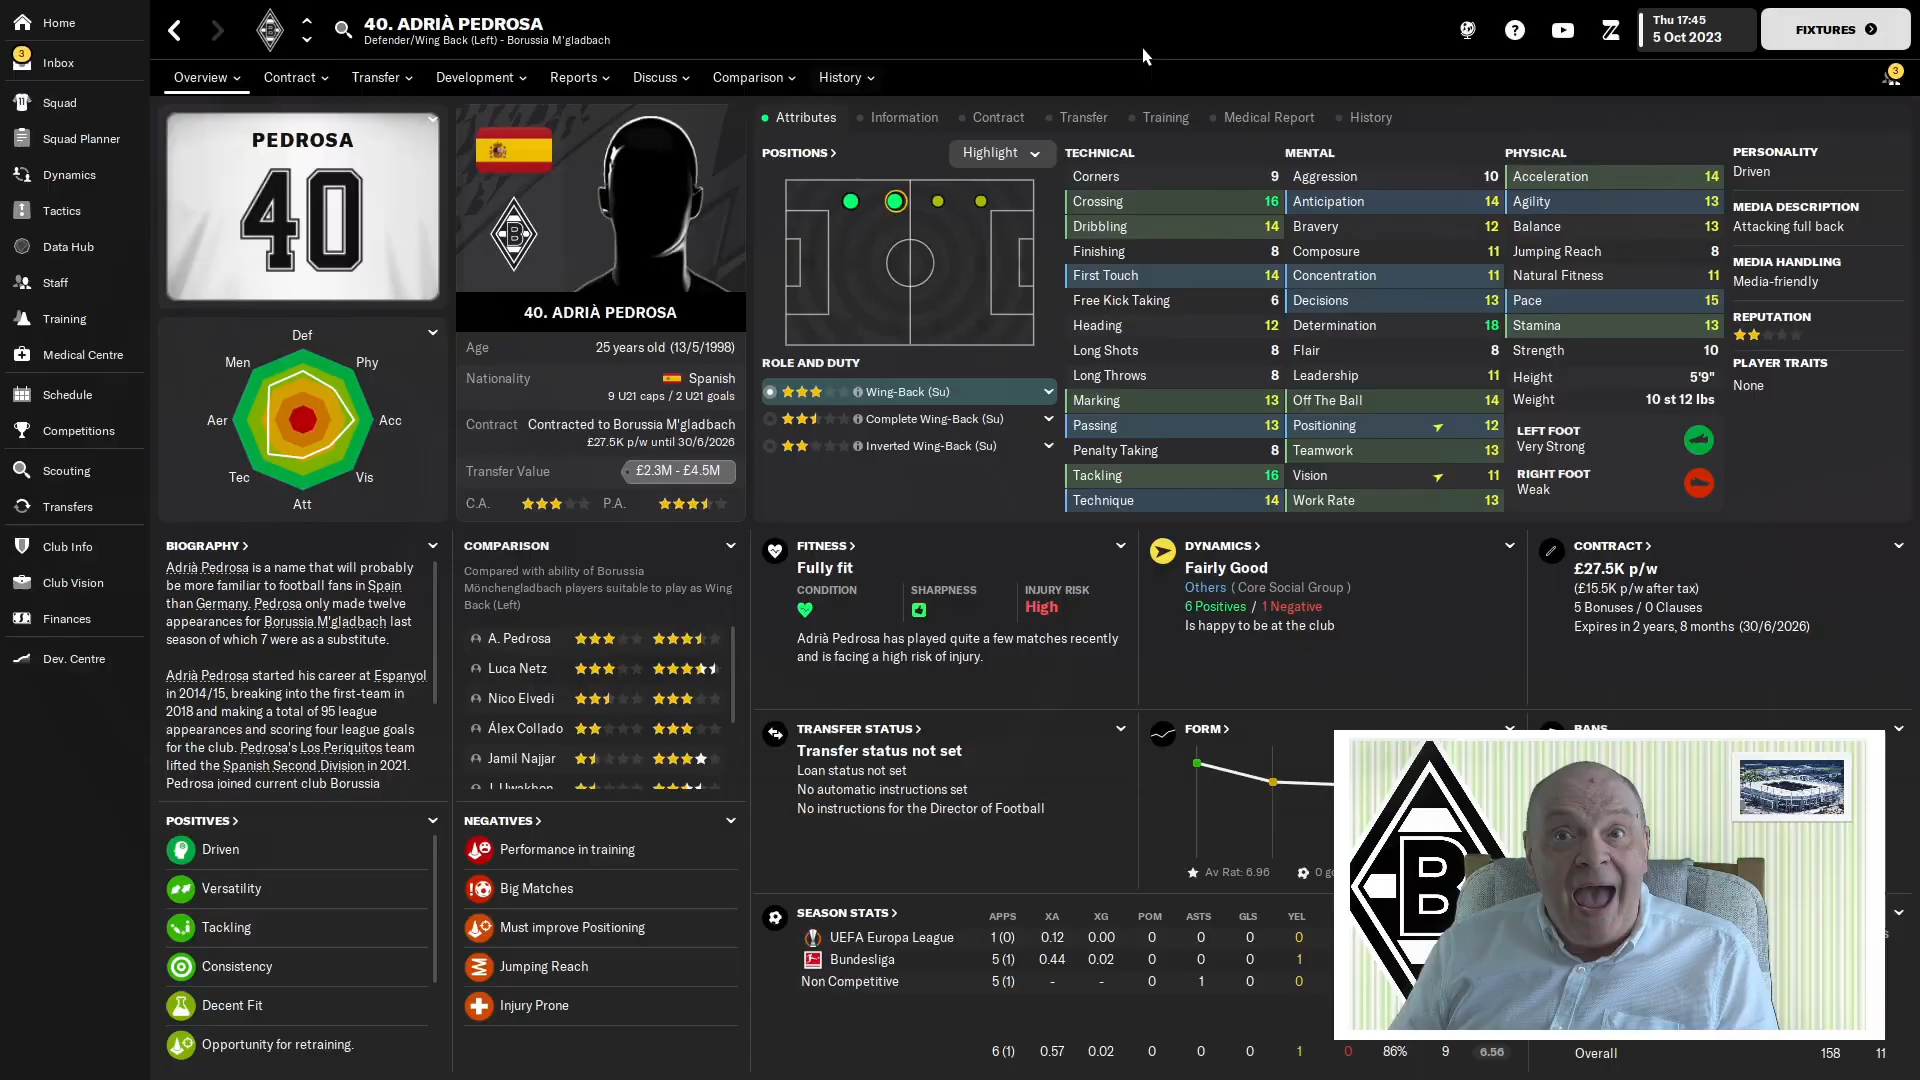 Home
3
Inbox
Squad
Squad Planner
Dynamics
Tactics
Data Hub
Staff
Training
Medical Centre
Schedule
Competitions
Scouting
Transfers
Club Info
Club Vision
Finances
Dev. Centre
40. ADRIÀ PEDROSA
Defender/Wing Back (Left) - Borussia M'gladbach
Thu 17:45
5 Oct 2023
FIXTURES
Overview Contract Transfer Development Reports Discuss Comparison History
3
PEDROSA
40
Def
Men Phy
Aer Acc
Tec Vis
Att
40. ADRIÀ PEDROSA
Age 25 years old (13/5/1998)
Nationality Spanish
9 U21 caps / 2 U21 goals
Contract Contracted to Borussia M'gladbach
£27.5K p/w until 30/6/2026
Transfer Value £2.3M - £4.5M
C.A. P.A.
Attributes Information Contract Transfer Training Medical Report History
POSITIONS > Highlight
ROLE AND DUTY
Wing-Back (Su)
Complete Wing-Back (Su)
Inverted Wing-Back (Su)
TECHNICAL
Corners 9
Crossing 16
Dribbling 14
Finishing 8
First Touch 14
Free Kick Taking 6
Heading 12
Long Shots 8
Long Throws 8
Marking 13
Passing 13
Penalty Taking 8
Tackling 16
Technique 14
MENTAL
Aggression 10
Anticipation 14
Bravery 12
Composure 11
Concentration 11
Decisions 13
Determination 18
Flair 8
Leadership 11
Off The Ball 14
Positioning 12
Teamwork 13
Vision 11
Work Rate 13
PHYSICAL
Acceleration 14
Agility 13
Balance 13
Jumping Reach 8
Natural Fitness 11
Pace 15
Stamina 13
Strength 10
Height 5'9"
Weight 10 st 12 lbs
LEFT FOOT
Very Strong
RIGHT FOOT
Weak
PERSONALITY
Driven
MEDIA DESCRIPTION
Attacking full back
MEDIA HANDLING
Media-friendly
REPUTATION
PLAYER TRAITS
None
BIOGRAPHY >
Adrià Pedrosa is a name that will probably
be more familiar to football fans in Spain
than Germany. Pedrosa only made twelve
appearances for Borussia M'gladbach last
season of which 7 were as a substitute.
Adrià Pedrosa started his career at Espanyol
in 2014/15, breaking into the first-team in
2018 and making a total of 95 league
appearances and scoring four league goals
for the club. Pedrosa's Los Periquitos team
lifted the Spanish Second Division in 2021.
Pedrosa joined current club Borussia
COMPARISON
Compared with ability of Borussia
Mönchengladbach players suitable to play as Wing
Back (Left)
A. Pedrosa
Luca Netz
Nico Elvedi
Álex Collado
Jamil Najjar
FITNESS >
Fully fit
CONDITION SHARPNESS INJURY RISK
High
Adrià Pedrosa has played quite a few matches recently
and is facing a high risk of injury.
DYNAMICS >
Fairly Good
Others ( Core Social Group )
6 Positives / 1 Negative
Is happy to be at the club
CONTRACT >
£27.5K p/w
(£15.5K p/w after tax)
5 Bonuses / 0 Clauses
Expires in 2 years, 8 months (30/6/2026)
TRANSFER STATUS >
Transfer status not set
Loan status not set
No automatic instructions set
No instructions for the Director of Football
FORM >
Av Rat: 6.96 0
BANS
POSITIVES >
Driven
Versatility
Tackling
Consistency
Decent Fit
Opportunity for retraining.
NEGATIVES >
Performance in training
Big Matches
Must improve Positioning
Jumping Reach
Injury Prone
SEASON STATS > APPS XA XG POM ASTS GLS YEL
UEFA Europa League 1 (0) 0.12 0.00 0 0 0 0
Bundesliga 5 (1) 0.44 0.02 0 0 0 1
Non Competitive 5 (1) - - 0 1 0 0
6 (1) 0.57 0.02 0 0 0 1 0 86% 9 6.56
Overall 158 11